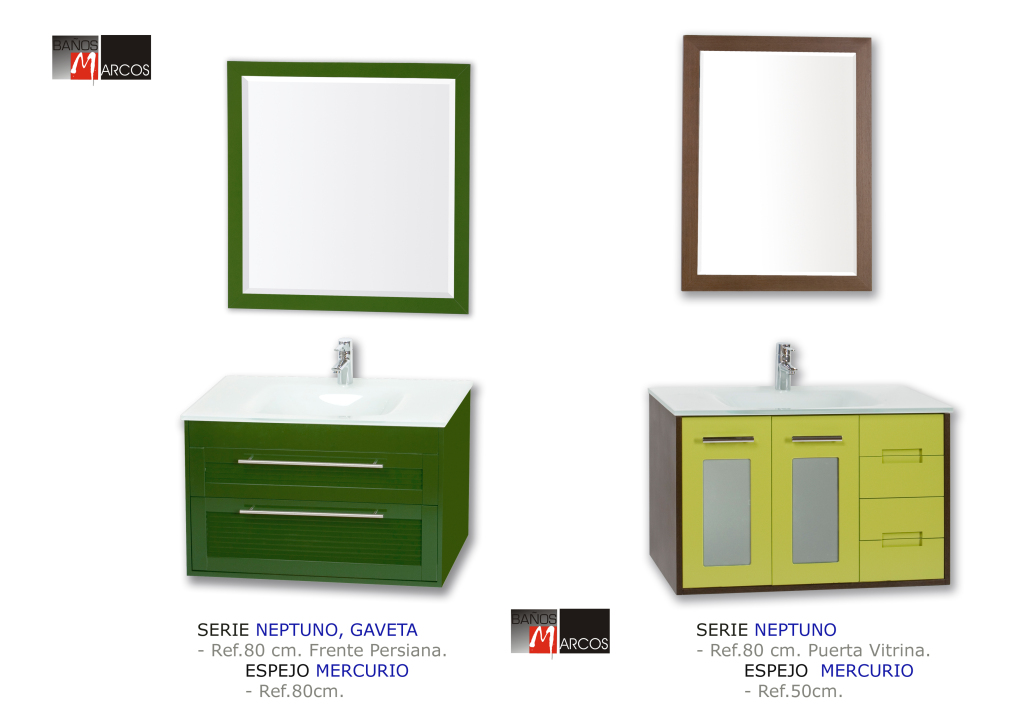 BAÑOS
MARCOS
SERIE NEPTUNO, GAVETA
- Ref.80 cm. Frente Persiana.
ESPEJO MERCURIO
- Ref.80cm.
BAÑOS
MARCOS
SERIE NEPTUNO
- Ref.80 cm. Puerta Vitrina.
ESPEJO MERCURIO
- Ref.50cm.